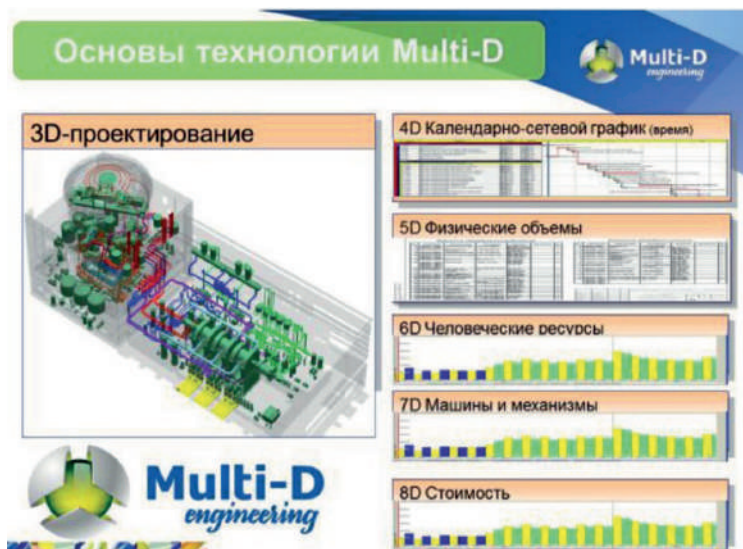 Основы технологии Multi-D
Multi-D
engineering
3D-проектирование
4D Календарно-сетевой график (время)
5D Физические объемы
6D Человеческие ресурсы
7D Машины и механизмы
8D Стоимость
Multi-D
engineering